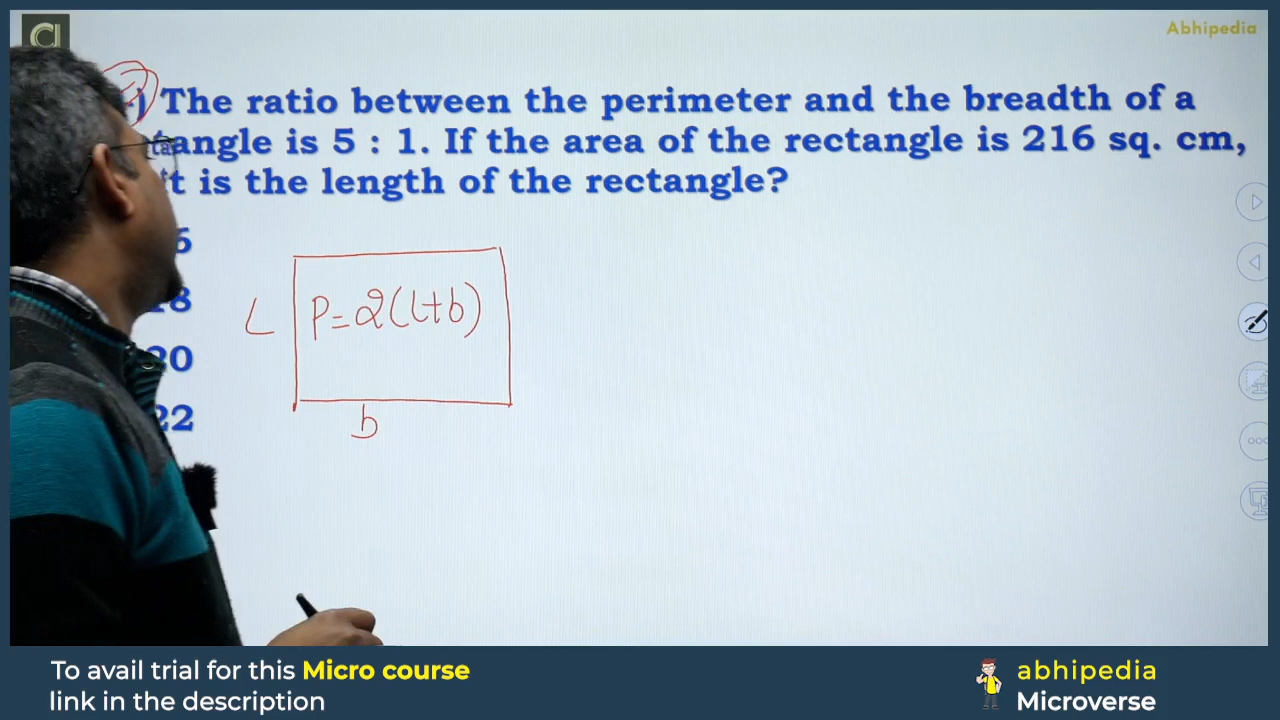 Abhipedia
The ratio between the perimeter and the breadth of a
tangle is 5 : 1. If the area of the rectangle is 216 sq. cm,
t is the length of the rectangle?
6
18
P=2(l+b)
L
20
b
22
To avail trial for this Micro course
link in the description
abhipedia
Microverse